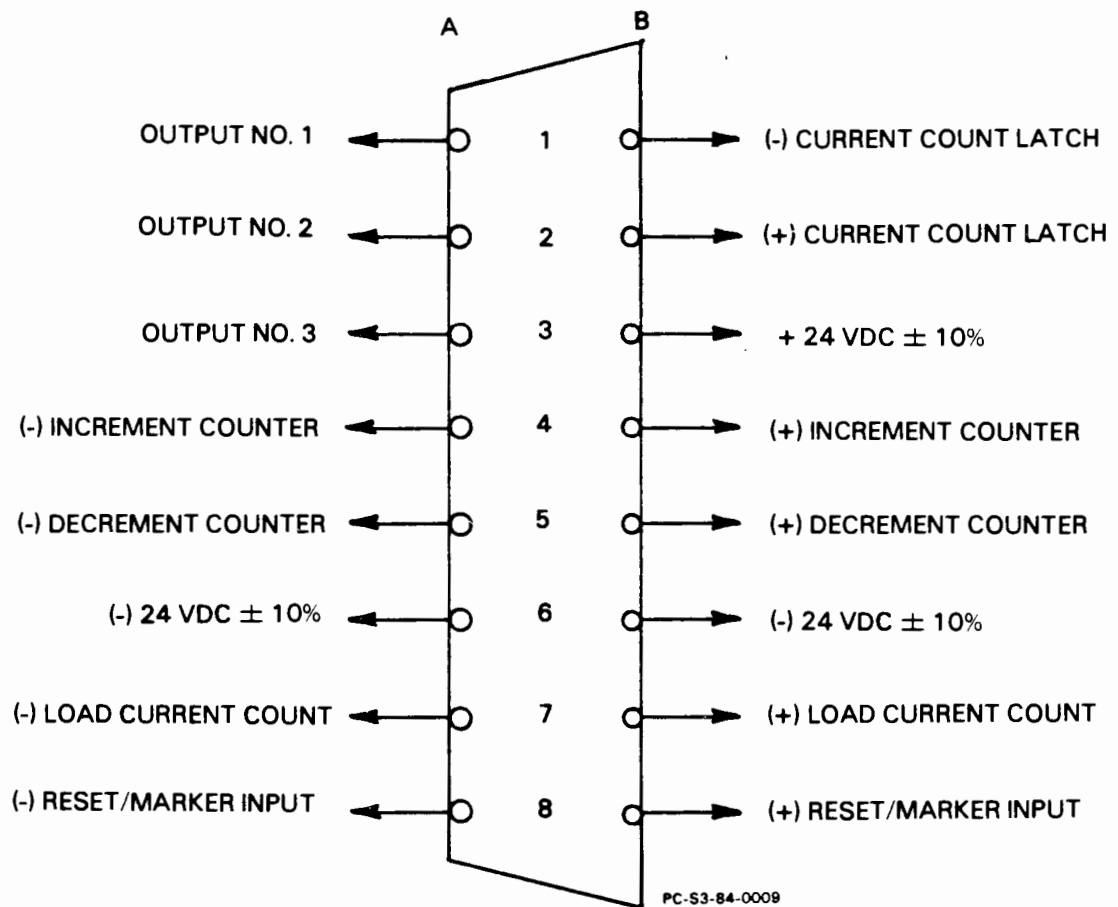 A B
OUTPUT NO. 1 1 (-) CURRENT COUNT LATCH
OUTPUT NO. 2 2 (+) CURRENT COUNT LATCH
OUTPUT NO. 3 3 + 24 VDC ± 10%
(-) INCREMENT COUNTER 4 (+) INCREMENT COUNTER
(-) DECREMENT COUNTER 5 (+) DECREMENT COUNTER
(-) 24 VDC ± 10% 6 (-) 24 VDC ± 10%
(-) LOAD CURRENT COUNT 7 (+) LOAD CURRENT COUNT
(-) RESET/MARKER INPUT 8 (+) RESET/MARKER INPUT
PC-S3-84-0009